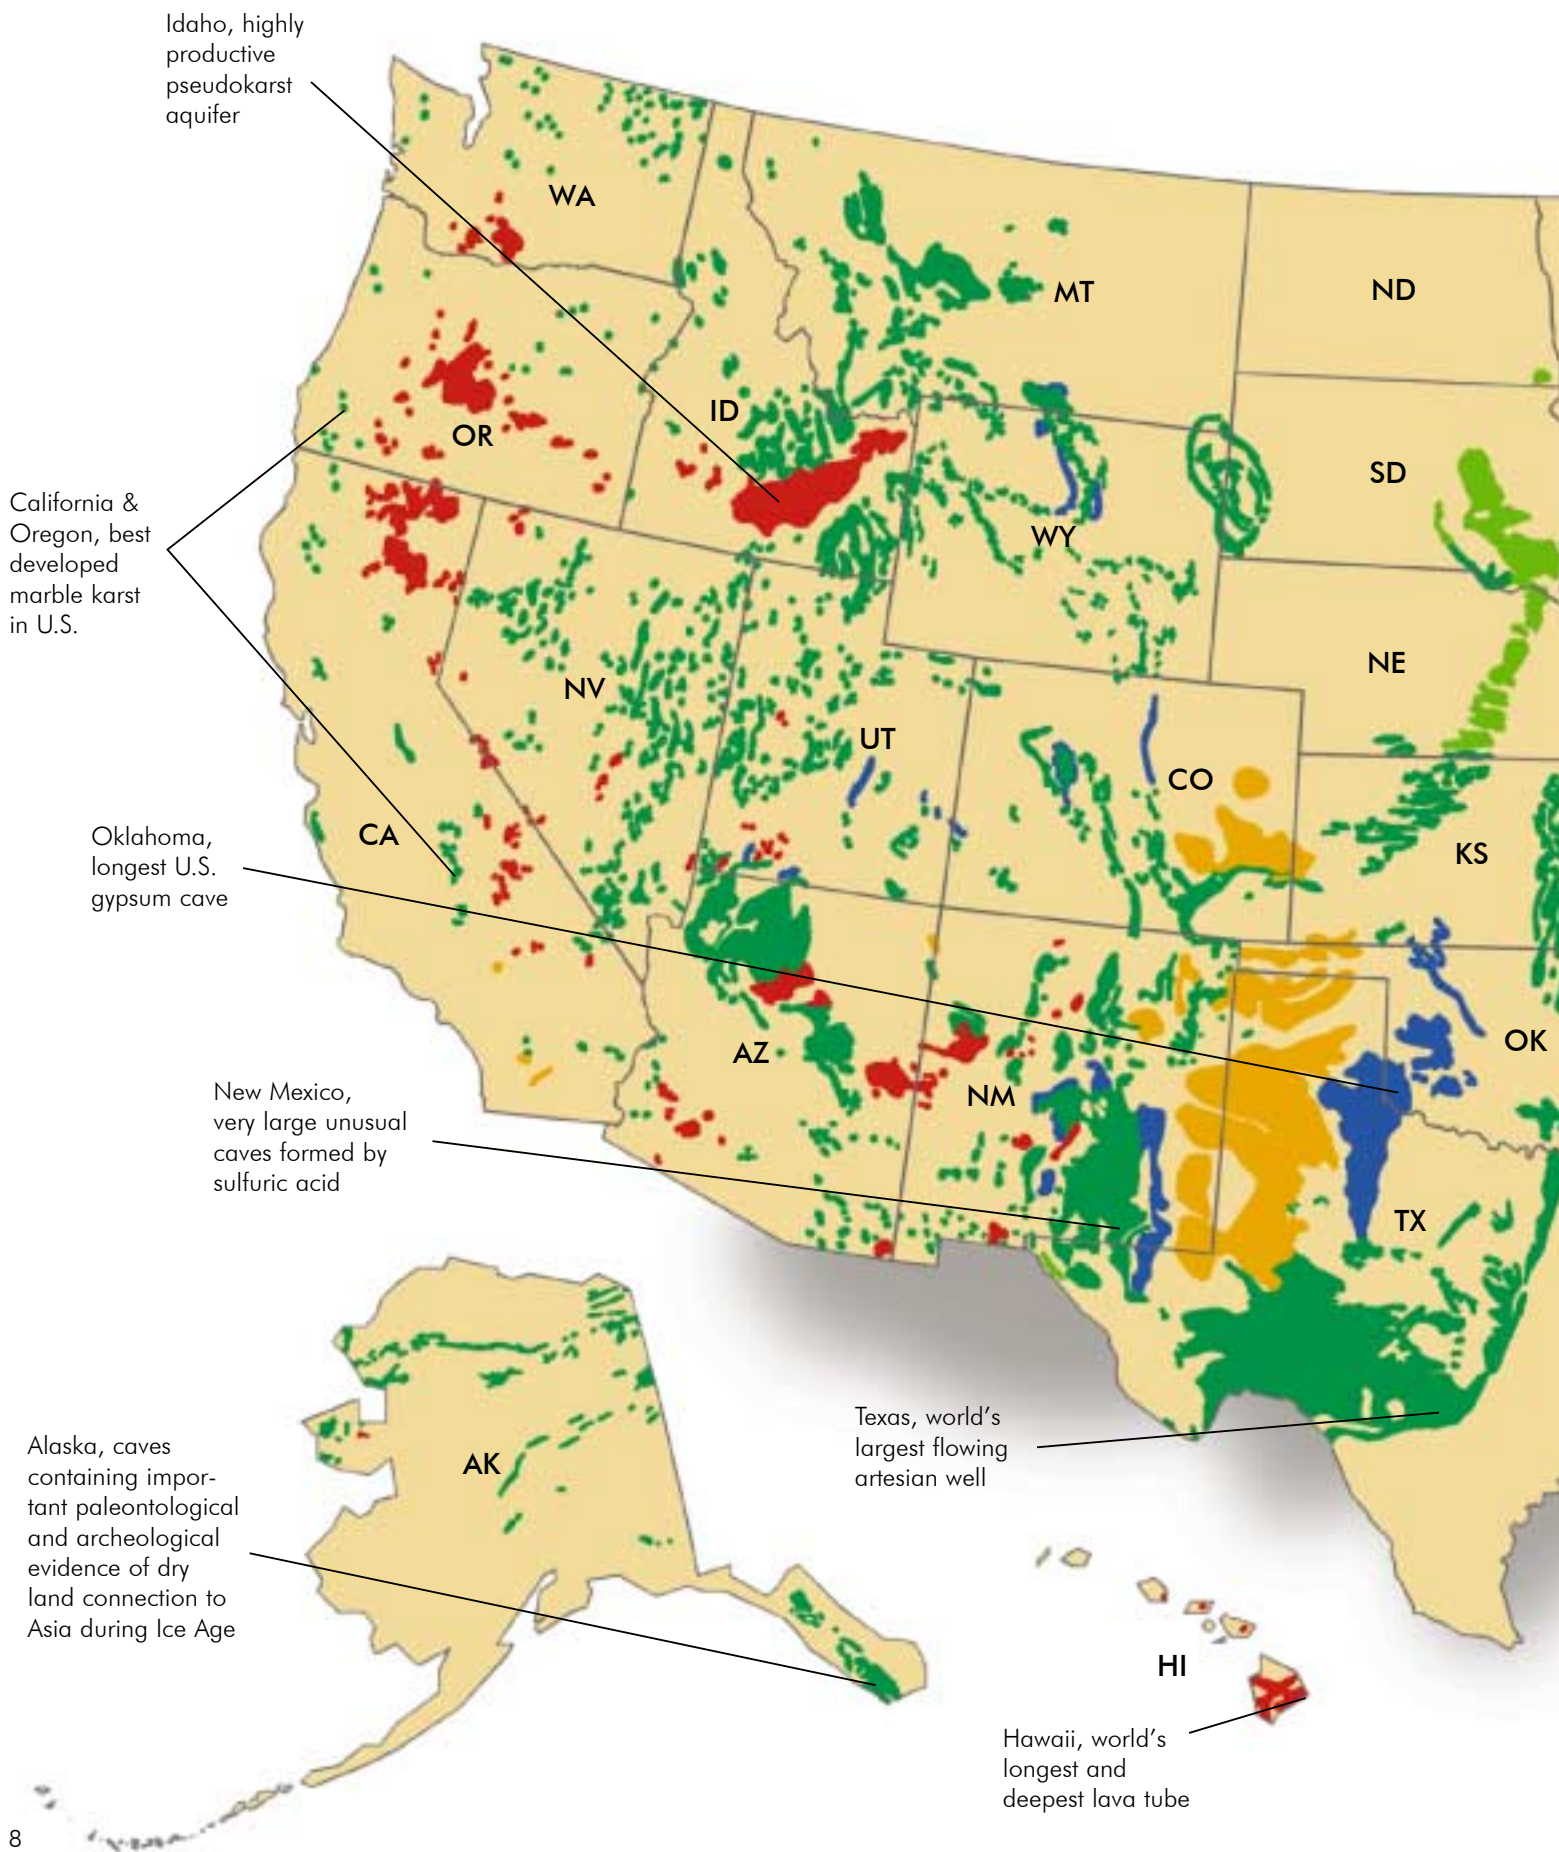 Idaho, highly
productive
pseudokarst
aquifer
WA
MT
ND
ID
OR
SD
WY
California &
Oregon, best
developed
marble karst
in U.S.
NE
NV
UT
CO
CA
KS
Oklahoma,
longest U.S.
gypsum cave
OK
AZ
NM
New Mexico,
very large unusual
caves formed by
sulfuric acid
TX
Texas, world's
largest flowing
artesian well
AK
Alaska, caves
containing impor-
tant paleontological
and archeological
evidence of dry
land connection to
Asia during Ice Age
HI
Hawaii, world's
longest and
deepest lava tube
8